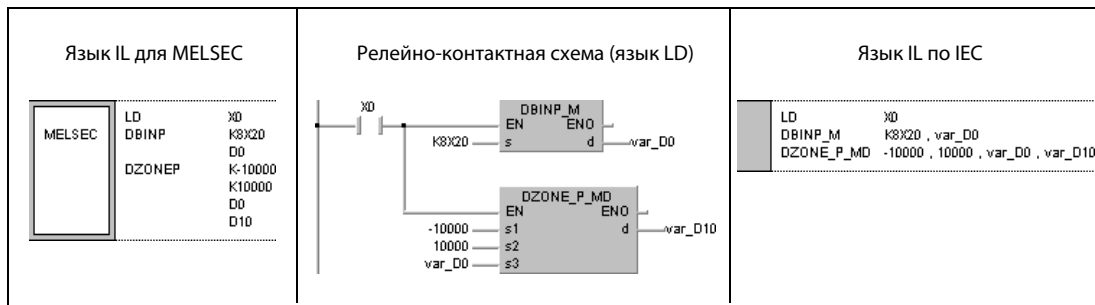 Язык IL для MELSEC
MELSEC
LD X0
DBINP K8X20
D0
DZONEP K-10000
K10000
D0
D10
Релейно-контактная схема (язык LD)
X0
DBINP_M
EN ENO
K8X20 s d var_D0
DZONE_P_MD
EN ENO
-10000 s1 d var_D10
10000 s2
var_D0 s3
Язык IL по IEC
LD X0
DBINP_M K8X20 , var_D0
DZONE_P_MD -10000 , 10000 , var_D0 , var_D10